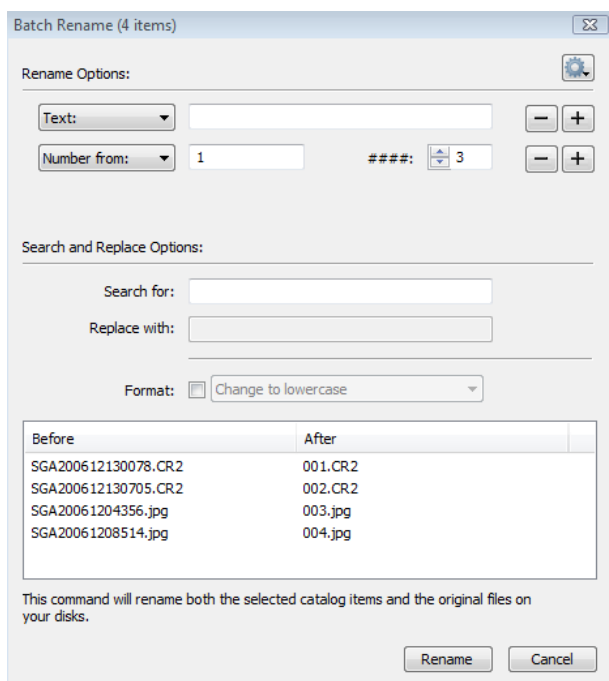 Batch Rename (4 items)
Rename Options:
Text:
Number from: 1 ####: 3
Search and Replace Options:
Search for:
Replace with:
Format: Change to lowercase
Before After
SGA200612130078.CR2 001.CR2
SGA200612130705.CR2 002.CR2
SGA20061204356.jpg 003.jpg
SGA20061208514.jpg 004.jpg
This command will rename both the selected catalog items and the original files on
your disks.
Rename Cancel